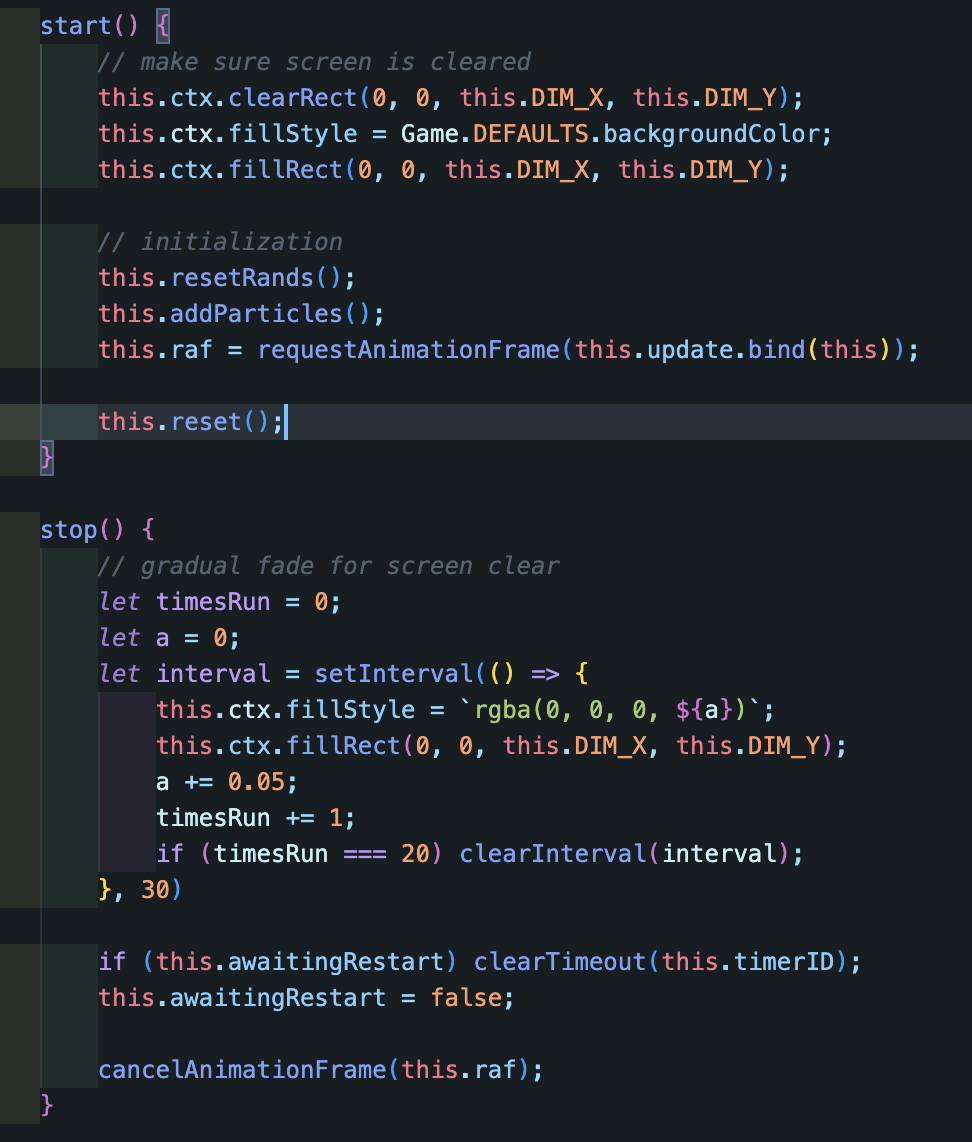 start() {
// make sure screen is cleared
this.ctx.clearRect(0, 0, this.DIM_X, this.DIM_Y);
this.ctx.fillStyle = Game.DEFAULTS.backgroundColor;
this.ctx.fillRect(0, 0, this.DIM_X, this.DIM_Y);
// initialization
this.resetRands();
this.addParticles();
this.raf = requestAnimationFrame(this.update.bind(this));
this.reset();
}
stop() {
// gradual fade for screen clear
let timesRun = 0;
let a = 0;
let interval = setInterval(() => {
this.ctx.fillStyle = `rgba(0, 0, 0, ${a})`;
this.ctx.fillRect(0, 0, this.DIM_X, this.DIM_Y);
a += 0.05;
timesRun += 1;
if (timesRun === 20) clearInterval(interval);
}, 30)
if (this.awaitingRestart) clearTimeout(this.timerID);
this.awaitingRestart = false;
cancelAnimationFrame(this.raf);
}